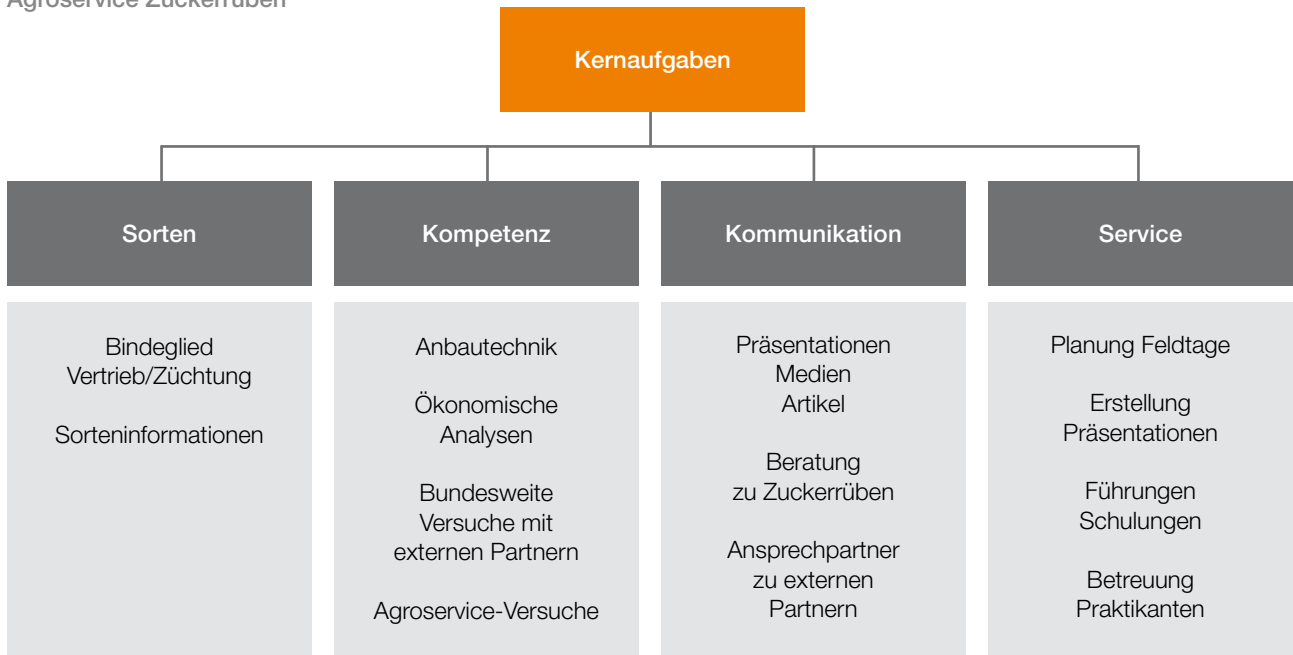 Agroservice Zuckerrüben
Kernaufgaben
Sorten
Bindeglied
Vertrieb/Züchtung
Sorteninformationen
Kompetenz
Anbautechnik
Ökonomische
Analysen
Bundesweite
Versuche mit
externen Partnern
Agroservice-Versuche
Kommunikation
Präsentationen
Medien
Artikel
Beratung
zu Zuckerrüben
Ansprechpartner
zu externen
Partnern
Service
Planung Feldtage
Erstellung
Präsentationen
Führungen
Schulungen
Betreuung
Praktikanten